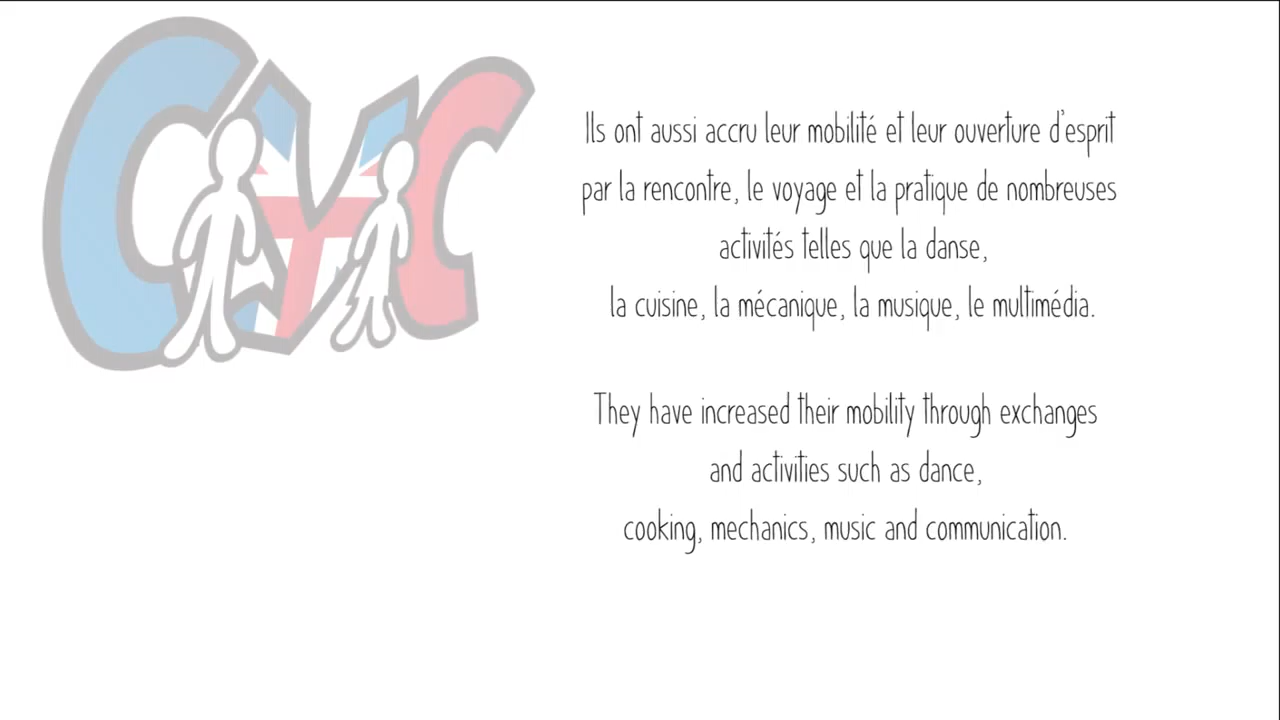 CYC
Ils ont aussi accru leur mobilité et leur ouverture d'esprit
par la rencontre, le voyage et la pratique de nombreuses
activités telles que la danse,
la cuisine, la mécanique, la musique, le multimédia.
They have increased their mobility through exchanges
and activities such as dance,
cooking, mechanics, music and communication.